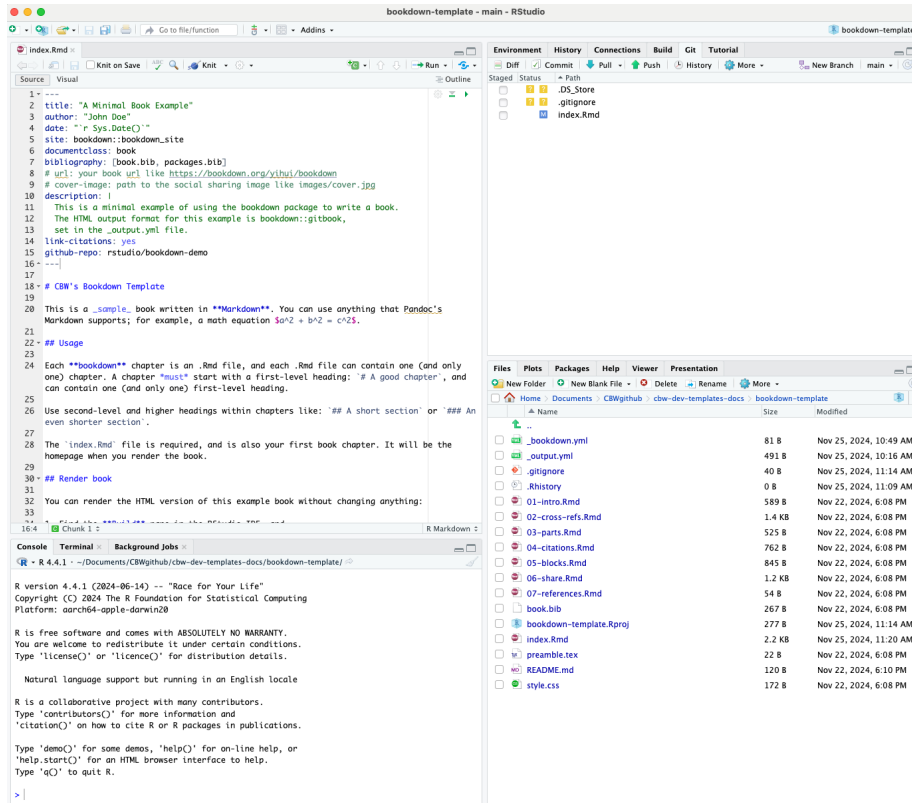 bookdown-template - main - RStudio
Go to file/function
Addins
bookdown-template
index.Rmd
Knit on Save
Knit
Run
Source Visual
Outline
1 ---
2 title: "A Minimal Book Example"
3 author: "John Doe"
4 date: "`r Sys.Date()`"
5 site: bookdown::bookdown_site
6 documentclass: book
7 bibliography: [book.bib, packages.bib]
8 # url: your book url like https://bookdown.org/yihui/bookdown
9 # cover-image: path to the social sharing image like images/cover.jpg
10 description: |
11 This is a minimal example of using the bookdown package to write a book.
12 The HTML output format for this example is bookdown::gitbook,
13 set in the _output.yml file.
14 link-citations: yes
15 github-repo: rstudio/bookdown-demo
16 ---
17
18 # CBW's Bookdown Template
19
20 This is a _sample_ book written in **Markdown**. You can use anything that Pandoc's
Markdown supports; for example, a math equation $a^2 + b^2 = c^2$.
21
22 ## Usage
23
24 Each **bookdown** chapter is an .Rmd file, and each .Rmd file can contain one (and only
one) chapter. A chapter *must* start with a first-level heading: `# A good chapter`, and
can contain one (and only one) first-level heading.
25
26 Use second-level and higher headings within chapters like: `## A short section` or `### An
even shorter section`.
27
28 The `index.Rmd` file is required, and is also your first book chapter. It will be the
homepage when you render the book.
29
30 ## Render book
31
32 You can render the HTML version of this example book without changing anything:
33
16:4 Chunk 1 R Markdown
Console Terminal Background Jobs
R 4.4.1 · ~/Documents/CBWgithub/cbw-dev-templates-docs/bookdown-template/
R version 4.4.1 (2024-06-14) -- "Race for Your Life"
Copyright (C) 2024 The R Foundation for Statistical Computing
Platform: aarch64-apple-darwin20
R is free software and comes with ABSOLUTELY NO WARRANTY.
You are welcome to redistribute it under certain conditions.
Type 'license()' or 'licence()' for distribution details.
Natural language support but running in an English locale
R is a collaborative project with many contributors.
Type 'contributors()' for more information and
'citation()' on how to cite R or R packages in publications.
Type 'demo()' for some demos, 'help()' for on-line help, or
'help.start()' for an HTML browser interface to help.
Type 'q()' to quit R.
>
Environment History Connections Build Git Tutorial
Diff Commit Pull Push History More New Branch main
Staged Status Path
? ? .DS_Store
? ? .gitignore
M index.Rmd
Files Plots Packages Help Viewer Presentation
New Folder New Blank File Delete Rename More
Home Documents CBWgithub cbw-dev-templates-docs bookdown-template
Name Size Modified
..
_bookdown.yml 81 B Nov 25, 2024, 10:49 AM
_output.yml 491 B Nov 25, 2024, 10:16 AM
.gitignore 40 B Nov 25, 2024, 11:14 AM
.Rhistory 0 B Nov 25, 2024, 11:09 AM
01-intro.Rmd 589 B Nov 22, 2024, 6:08 PM
02-cross-refs.Rmd 1.4 KB Nov 22, 2024, 6:08 PM
03-parts.Rmd 525 B Nov 22, 2024, 6:08 PM
04-citations.Rmd 762 B Nov 22, 2024, 6:08 PM
05-blocks.Rmd 845 B Nov 22, 2024, 6:08 PM
06-share.Rmd 1.2 KB Nov 22, 2024, 6:08 PM
07-references.Rmd 54 B Nov 22, 2024, 6:08 PM
book.bib 267 B Nov 22, 2024, 6:08 PM
bookdown-template.Rproj 277 B Nov 25, 2024, 11:14 AM
index.Rmd 2.2 KB Nov 25, 2024, 11:20 AM
preamble.tex 22 B Nov 22, 2024, 6:08 PM
README.md 120 B Nov 22, 2024, 6:10 PM
style.css 172 B Nov 22, 2024, 6:08 PM